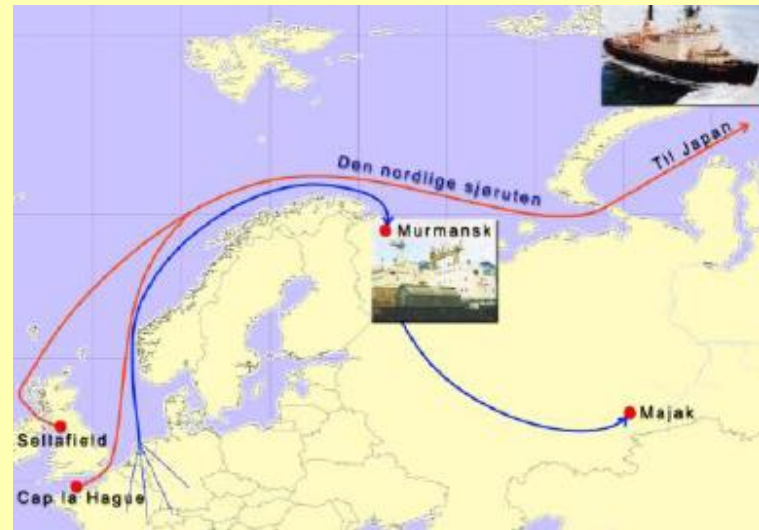 Til Japan
Den nordlige sjøruten
Murmansk
Majak
Sellafield
Cap la Hague